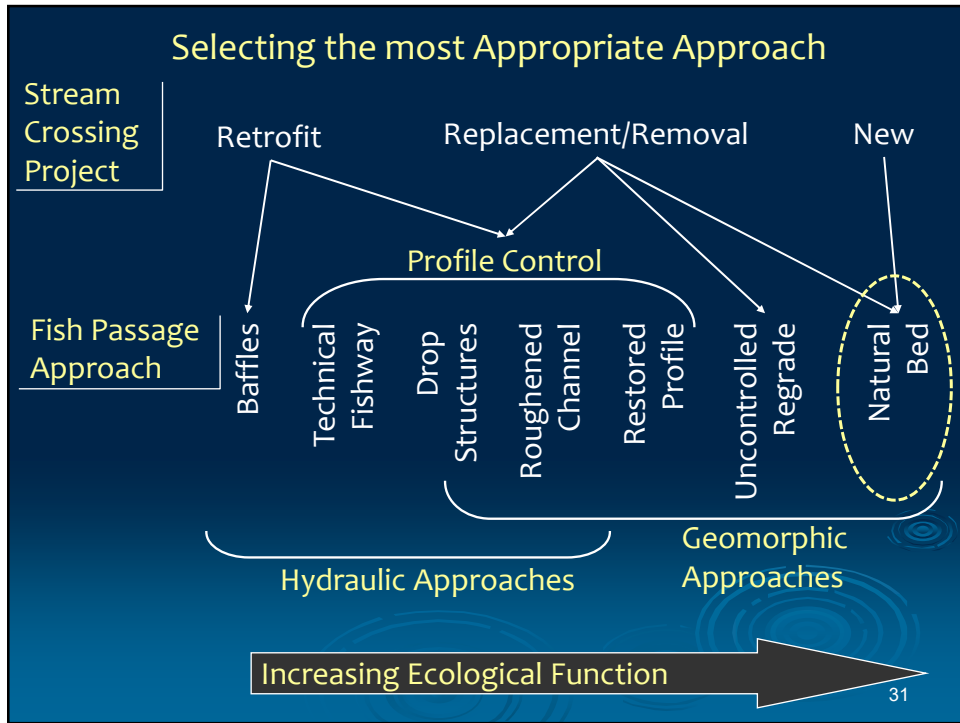 Selecting the most Appropriate Approach
Stream
Crossing
Project
Retrofit
Replacement/Removal
New
Profile Control
Fish Passage
Approach
Baffles
Technical
Fishway
Drop
Structures
Roughened
Channel
Restored
Profile
Uncontrolled
Regrade
Natural
Bed
Hydraulic Approaches
Geomorphic
Approaches
Increasing Ecological Function
31